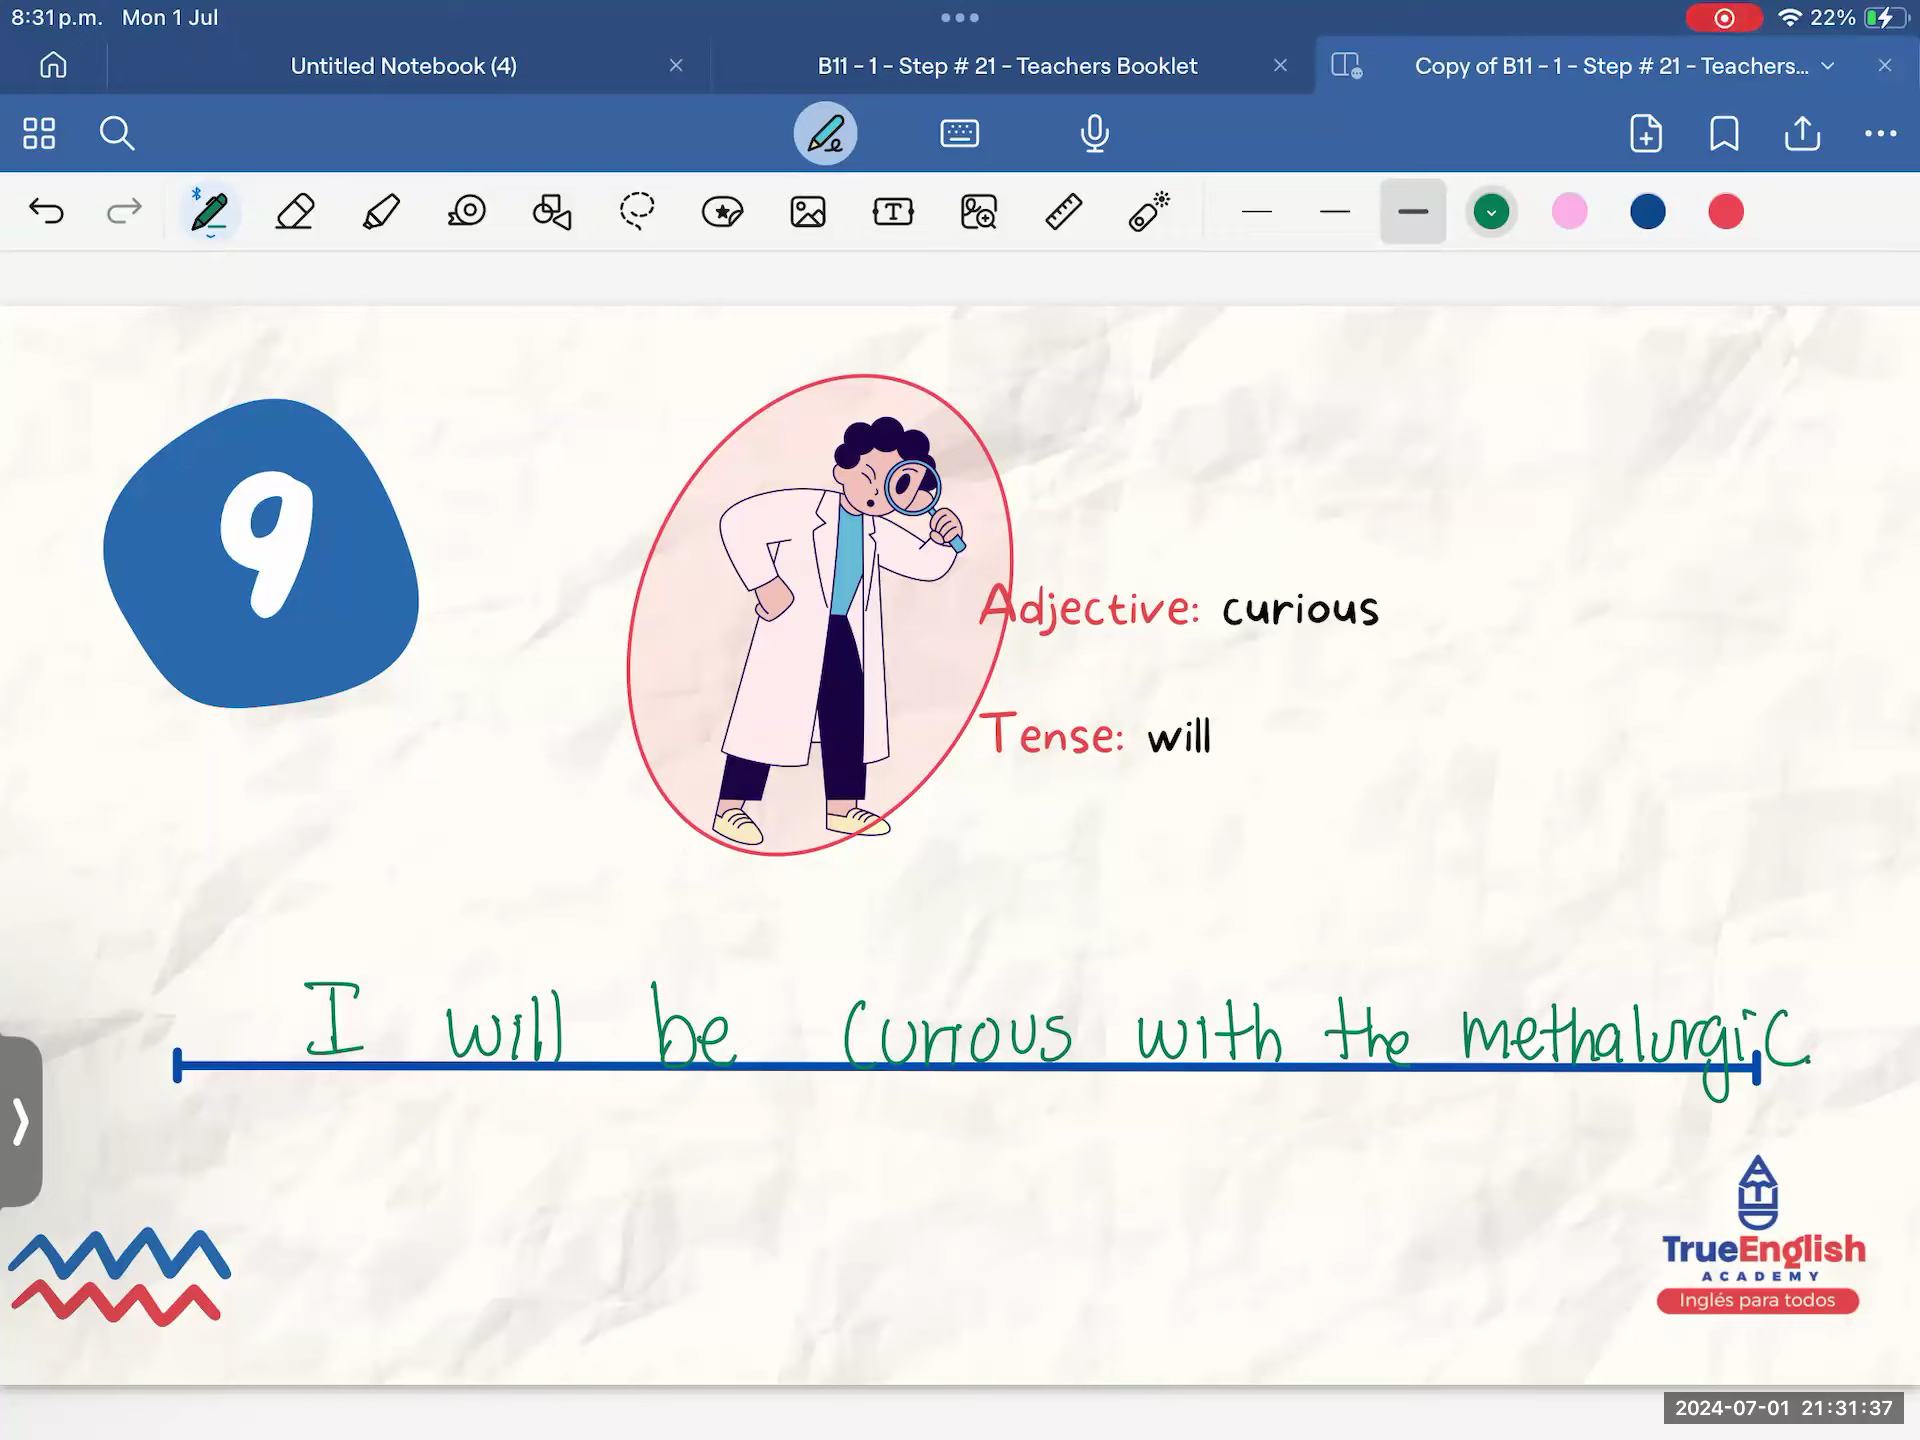 8:31 p.m. Mon 1 Jul
22%
Untitled Notebook (4)
B11 - 1 - Step # 21 - Teachers Booklet
Copy of B11 - 1 - Step # 21 - Teachers...
9
Adjective: curious
Tense: will
I will be curious with the methalurgic
TrueEnglish
ACADEMY
Inglés para todos
2024-07-01 21:31:37